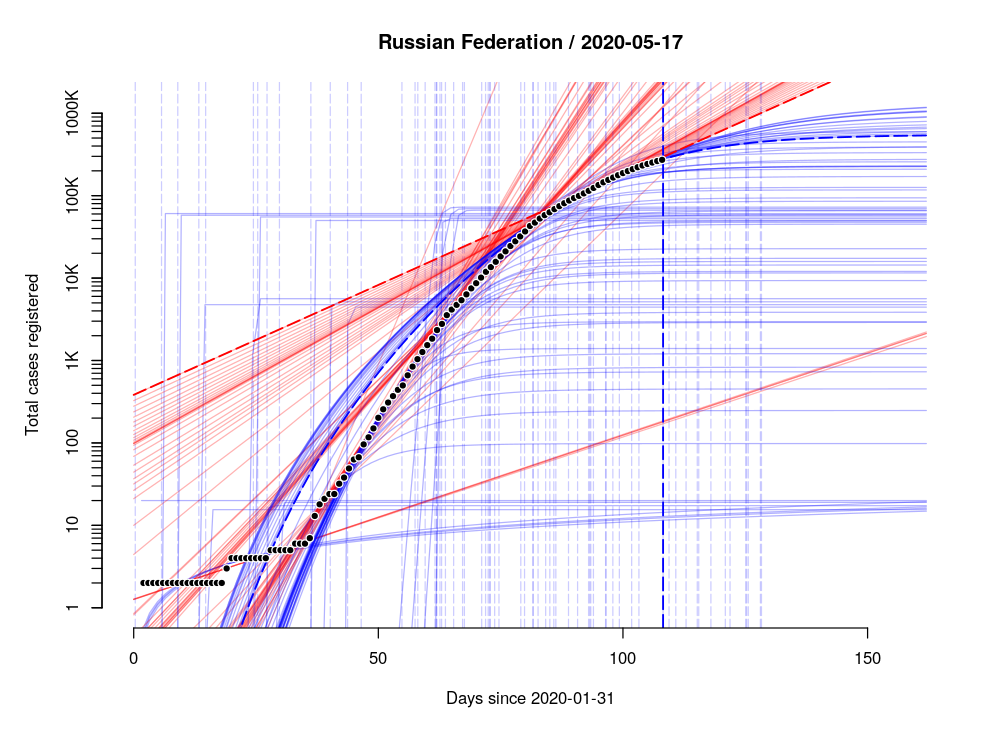 Russian Federation / 2020-05-17
Total cases registered
1000K
100K
10K
1K
100
10
1
0 50 100 150
Days since 2020-01-31